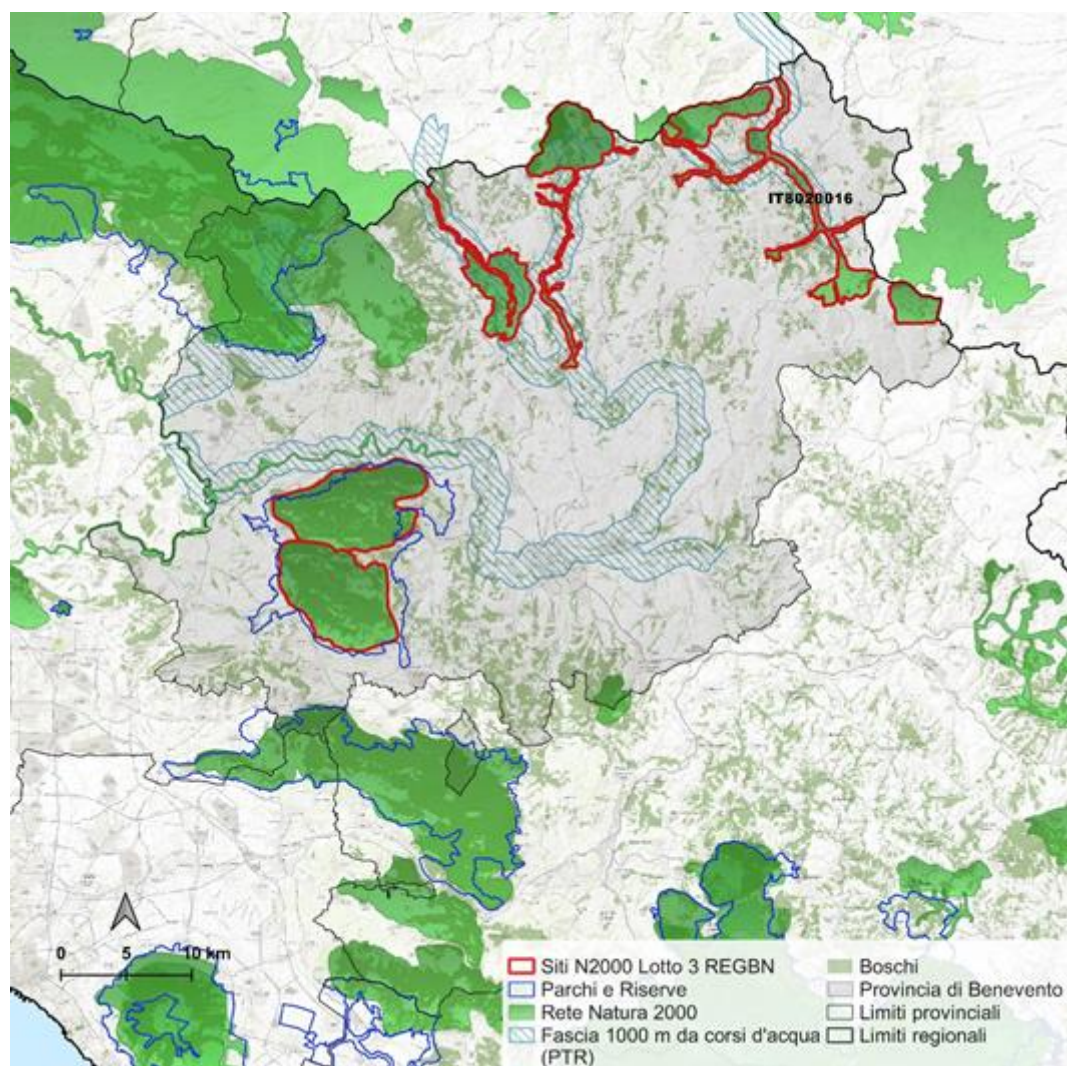 IT8020016
0 5 10 km
Siti N2000 Lotto 3 REGBN
Parchi e Riserve
Rete Natura 2000
Fascia 1000 m da corsi d'acqua
(PTR)
Boschi
Provincia di Benevento
Limiti provinciali
Limiti regionali